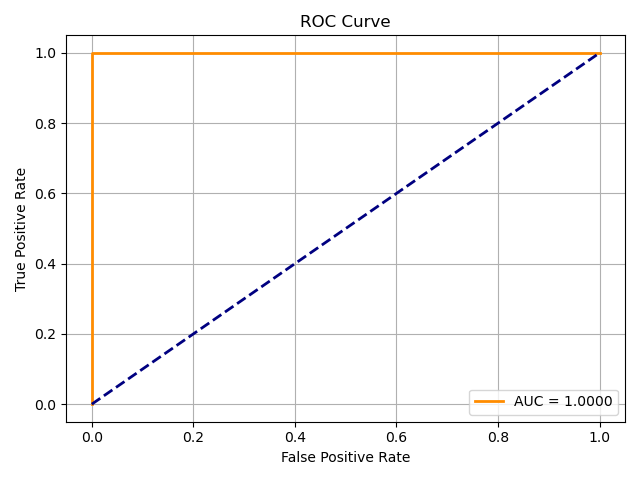 ROC Curve
1.0
0.8
0.6
0.4
0.2
0.0
True Positive Rate
AUC = 1.0000
0.0 0.2 0.4 0.6 0.8 1.0
False Positive Rate